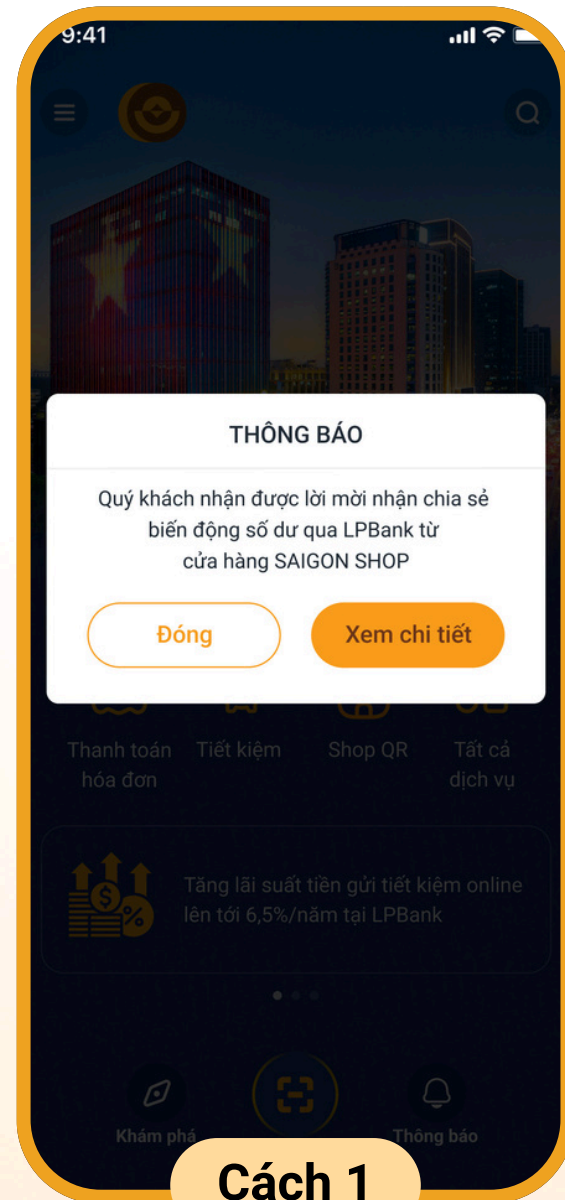 9:41
THÔNG BÁO
Quý khách nhận được lời mời nhận chia sẻ
biến động số dư qua LPBank từ
cửa hàng SAIGON SHOP
Đóng
Xem chi tiết
Thanh toán
hóa đơn
Tiết kiệm
Shop QR
Tất cả
dịch vụ
Tăng lãi suất tiền gửi tiết kiệm online
lên tới 6,5%/năm tại LPBank
Khám phá
Thông báo
Cách 1